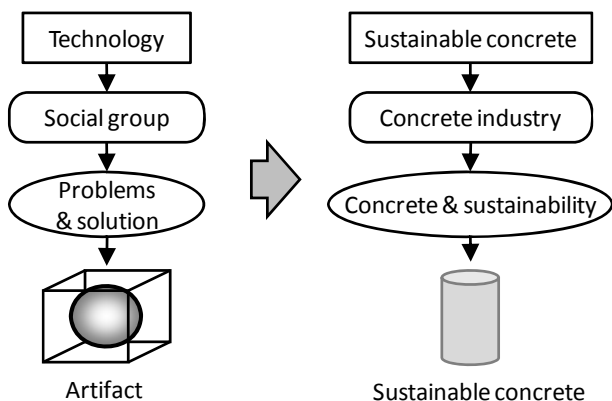 Technology
Social group
Problems
& solution
Artifact
Sustainable concrete
Concrete industry
Concrete & sustainability
Sustainable concrete